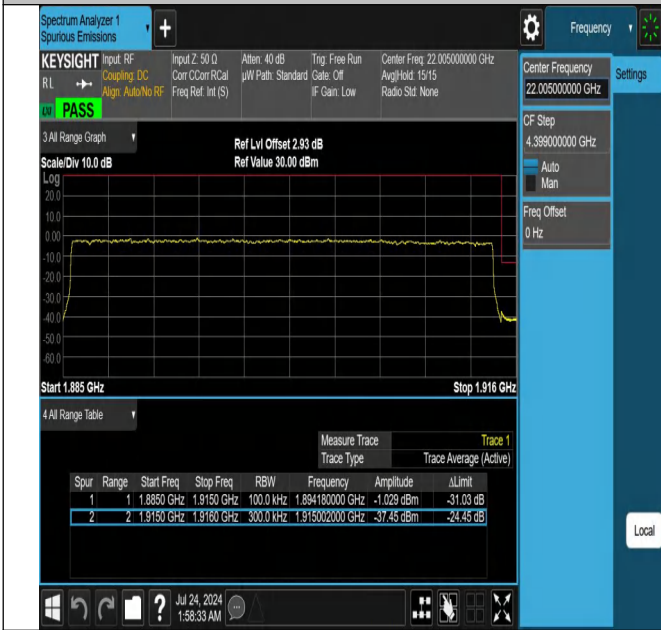 Spectrum Analyzer 1
Spurious Emissions
Frequency
KEYSIGHT
RL
PASS
Input: RF
Coupling: DC
Align: Auto/No RF
Input Z: 50 Ω
Corr CCorr RCal
Freq Ref: Int (S)
Atten: 40 dB
µW Path: Standard
Trig: Free Run
Gate: Off
IF Gain: Low
Center Freq: 22.005000000 GHz
Avg|Hold: 15/15
Radio Std: None
Center Frequency
22.005000000 GHz
Settings
CF Step
4.399000000 GHz
Auto
Man
Freq Offset
0 Hz
3 All Range Graph
Scale/Div 10.0 dB
Ref Lvl Offset 2.93 dB
Ref Value 30.00 dBm
Log
20.0
10.0
0.00
-10.0
-20.0
-30.0
-40.0
-50.0
-60.0
Start 1.885 GHz
Stop 1.916 GHz
4 All Range Table
Measure Trace Trace 1
Trace Type Trace Average (Active)
Spur Range Start Freq Stop Freq RBW Frequency Amplitude ΔLimit
1 1 1.8850 GHz 1.9150 GHz 100.0 kHz 1.894180000 GHz -1.029 dBm -31.03 dB
2 2 1.9150 GHz 1.9160 GHz 300.0 kHz 1.915002000 GHz -37.45 dBm -24.45 dB
Local
Jul 24, 2024
1:58:33 AM